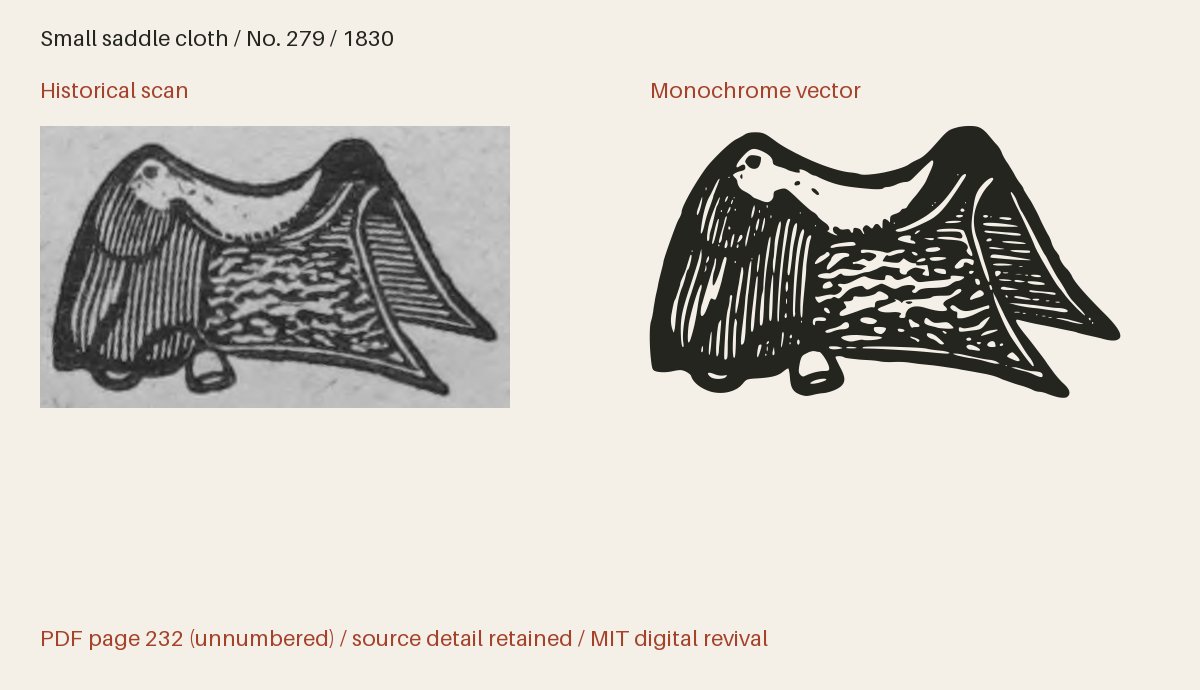 Small saddle cloth / No. 279 / 1830
Historical scan
Monochrome vector
PDF page 232 (unnumbered) / source detail retained / MIT digital revival